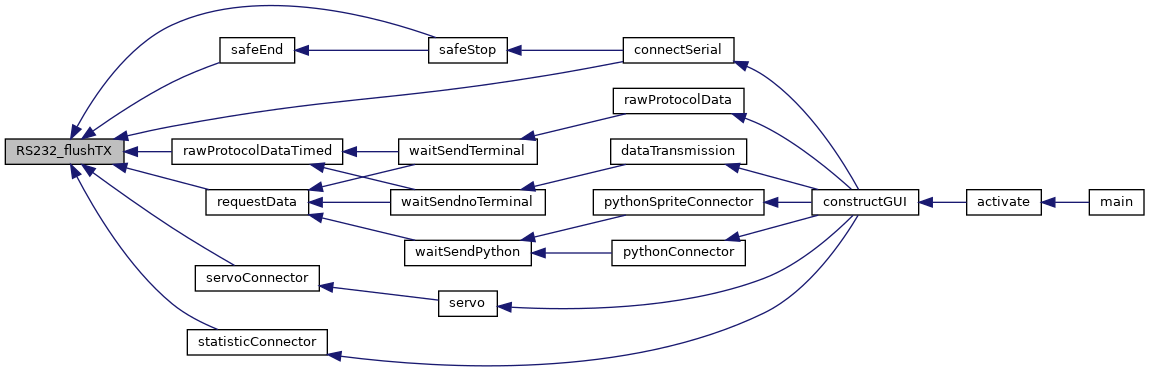 RS232_flushTX
safeEnd
safeStop
connectSerial
rawProtocolData
rawProtocolDataTimed
waitSendTerminal
dataTransmission
requestData
waitSendnoTerminal
pythonSpriteConnector
constructGUI
activate
main
waitSendPython
pythonConnector
servoConnector
servo
statisticConnector